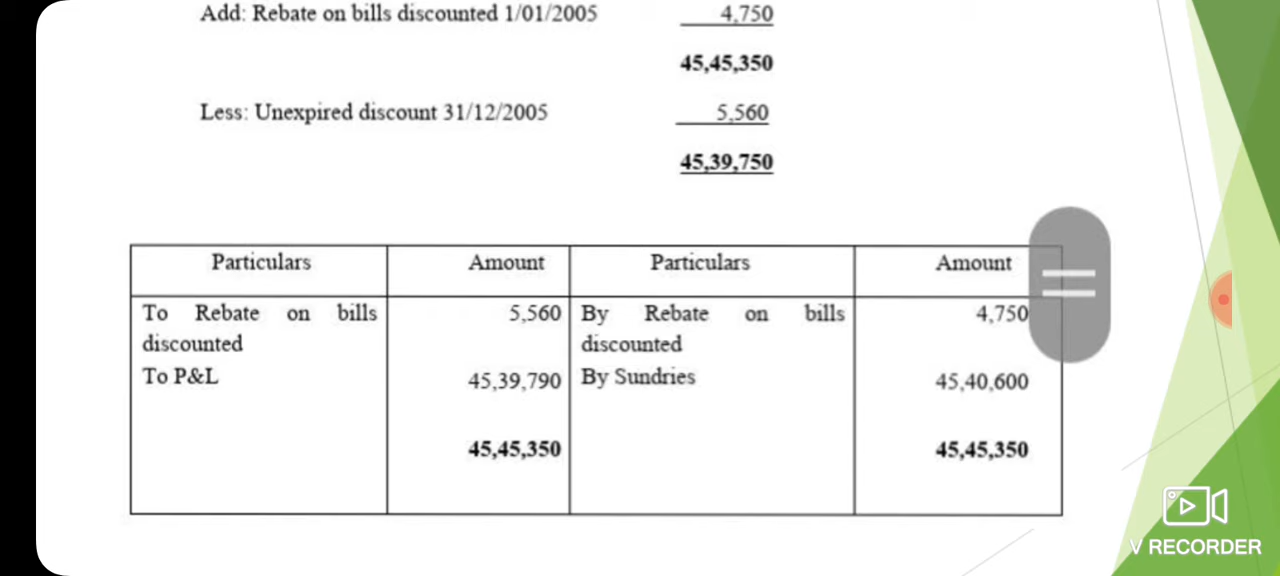 Add: Rebate on bills discounted 1/01/2005 4,750
45,45,350
Less: Unexpired discount 31/12/2005 5,560
45,39,750
Particulars Amount Particulars Amount
To Rebate on bills 5,560 By Rebate on bills 4,750
discounted discounted
To P&L 45,39,790 By Sundries 45,40,600
45,45,350 45,45,350
V RECORDER